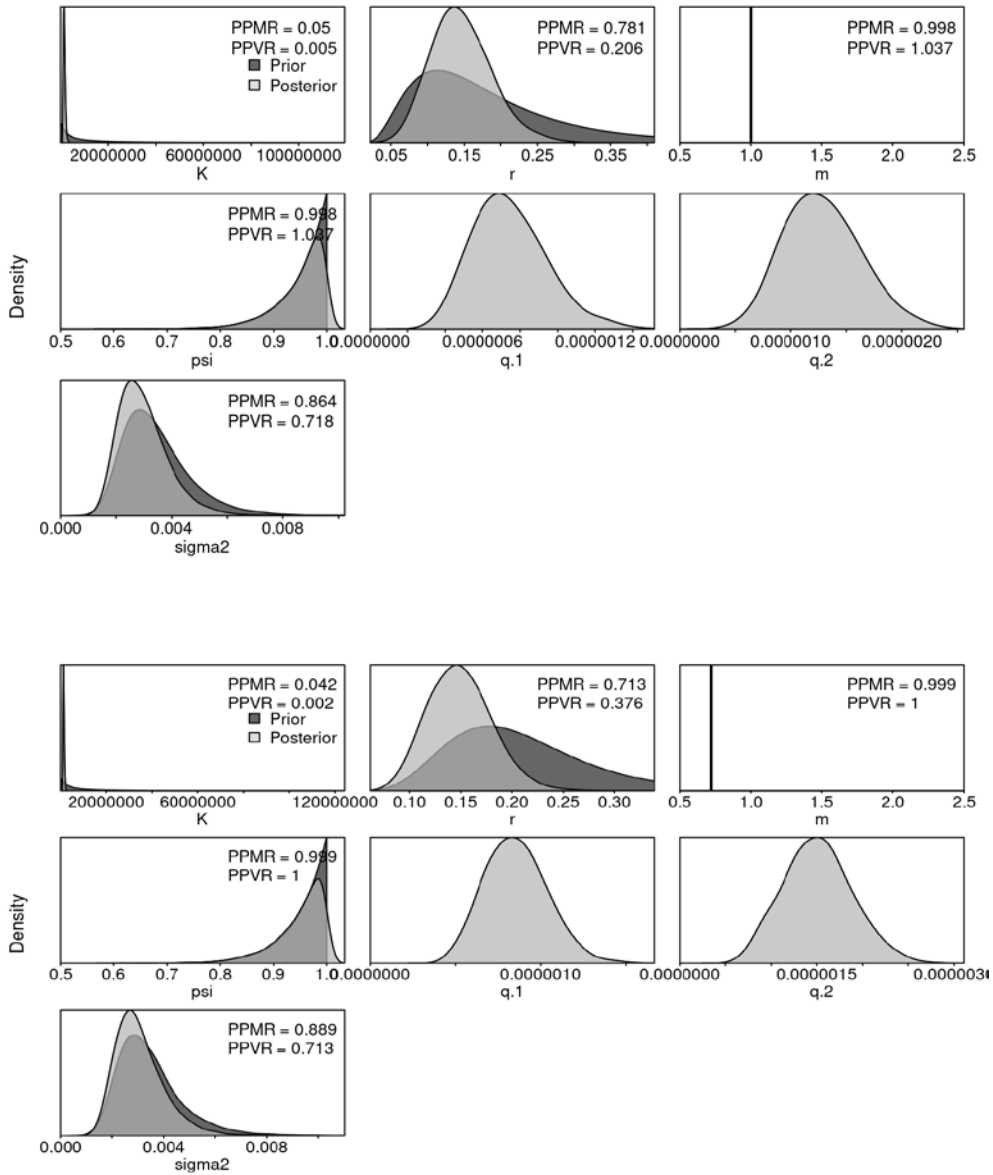 PPMR = 0.05
PPVR = 0.005
Prior
Posterior
20000000 60000000 100000000
K
PPMR = 0.781
PPVR = 0.206
0.05 0.15 0.25 0.35
r
PPMR = 0.998
PPVR = 1.037
0.5 1.0 1.5 2.0 2.5
m
Density
PPMR = 0.998
PPVR = 1.037
0.5 0.6 0.7 0.8 0.9 1.0
psi
0.0000000 0.0000006 0.0000012
q.1
0.0000000 0.0000010 0.0000020
q.2
PPMR = 0.864
PPVR = 0.718
0.000 0.004 0.008
sigma2
PPMR = 0.042
PPVR = 0.002
Prior
Posterior
20000000 60000000 120000000
K
PPMR = 0.713
PPVR = 0.376
0.10 0.15 0.20 0.25 0.30
r
PPMR = 0.999
PPVR = 1
0.5 1.0 1.5 2.0 2.5
m
Density
PPMR = 0.999
PPVR = 1
0.5 0.6 0.7 0.8 0.9 1.0
psi
0.0000000 0.0000010
q.1
0.0000000 0.0000015 0.0000030
q.2
PPMR = 0.889
PPVR = 0.713
0.000 0.004 0.008
sigma2